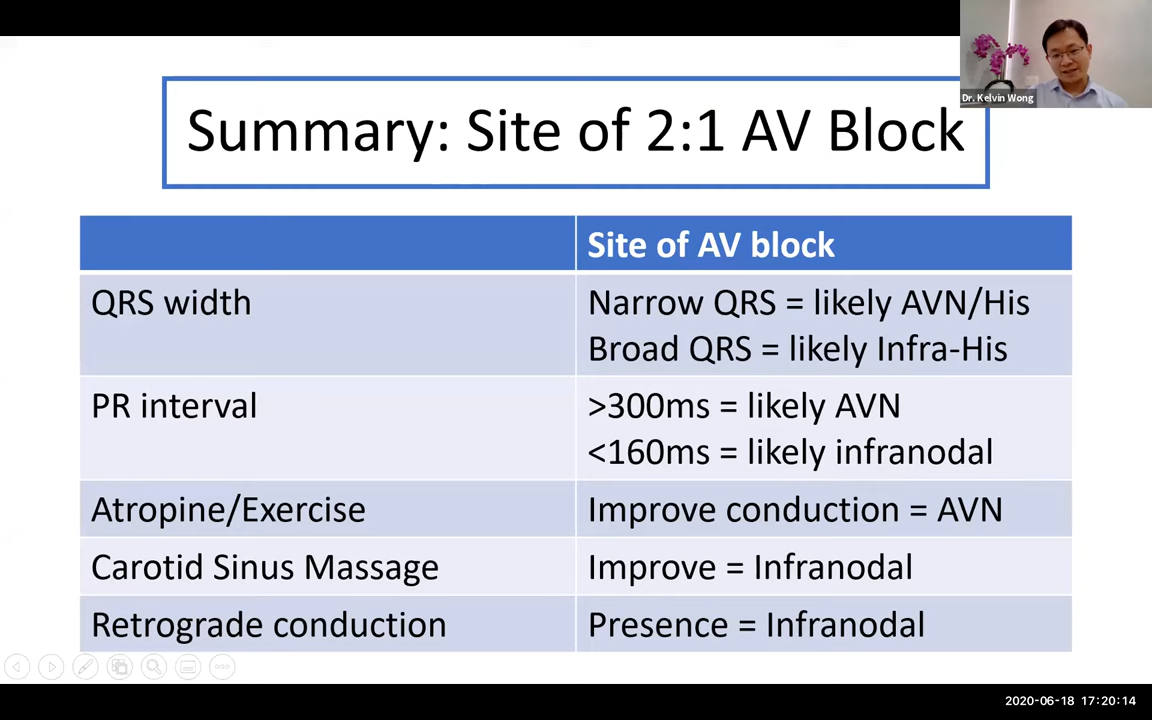 Dr. Kelvin Wong
Summary: Site of 2:1 AV Block
Site of AV block
QRS width
Narrow QRS = likely AVN/His
Broad QRS = likely Infra-His
PR interval
>300ms = likely AVN
<160ms = likely infranodal
Atropine/Exercise
Improve conduction = AVN
Carotid Sinus Massage
Improve = Infranodal
Retrograde conduction
Presence = Infranodal
2020-06-18 17:20:14